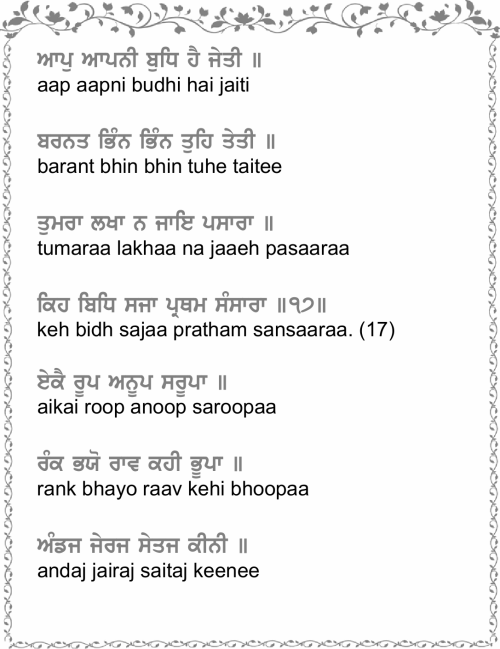 ਆਪੁ ਆਪਨੀ ਬੁਧਿ ਹੈ ਜੇਤੀ ॥
aap aapni budhi hai jaiti
ਬਰਨਤ ਭਿੰਨ ਭਿੰਨ ਤੁਹਿ ਤੇਤੀ ॥
barant bhin bhin tuhe taitee
ਤੁਮਰਾ ਲਖਾ ਨ ਜਾਇ ਪਸਾਰਾ ॥
tumaraa lakhaa na jaaeh pasaaraa
ਕਿਹ ਬਿਧਿ ਸਜਾ ਪ੍ਰਥਮ ਸੰਸਾਰਾ ॥੧੭॥
keh bidh sajaa pratham sansaaraa. (17)
ਏਕੈ ਰੂਪ ਅਨੂਪ ਸਰੂਪਾ ॥
aikai roop anoop saroopaa
ਰੰਕ ਭਯੋ ਰਾਵ ਕਹੀ ਭੂਪਾ ॥
rank bhayo raav kehi bhoopaa
ਅੰਡਜ ਜੇਰਜ ਸੇਤਜ ਕੀਨੀ ॥
andaj jairaj saitaj keenee